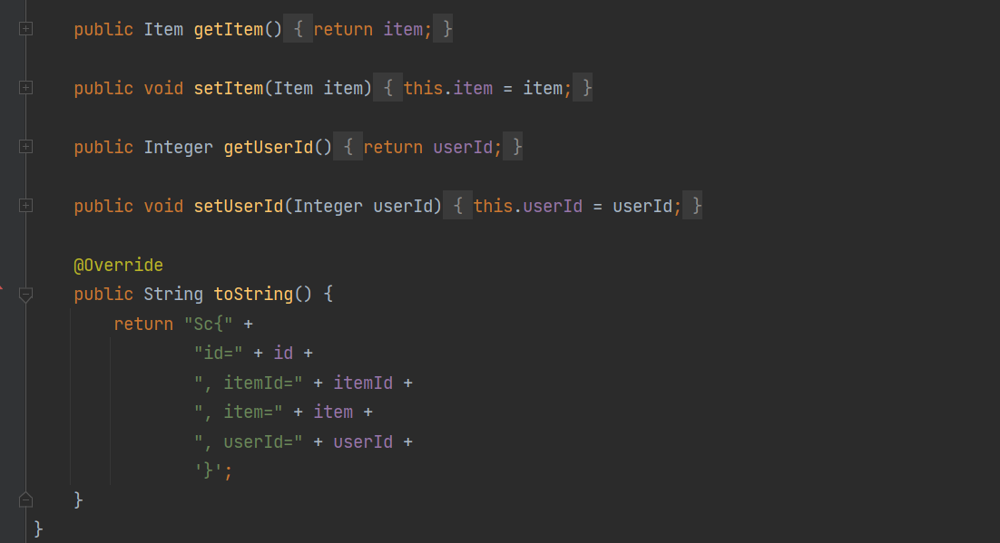 public Item getItem() { return item; }
public void setItem(Item item) { this.item = item; }
public Integer getUserId() { return userId; }
public void setUserId(Integer userId) { this.userId = userId; }
@Override
public String toString() {
return "Sc{" +
"id=" + id +
", itemId=" + itemId +
", item=" + item +
", userId=" + userId +
'}';
}
}